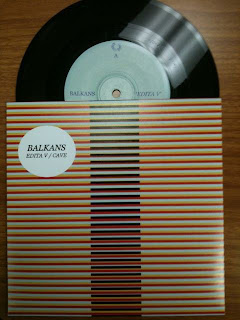 A
BALKANS
"EDITA V"
BALKANS
EDITA V / CAVE